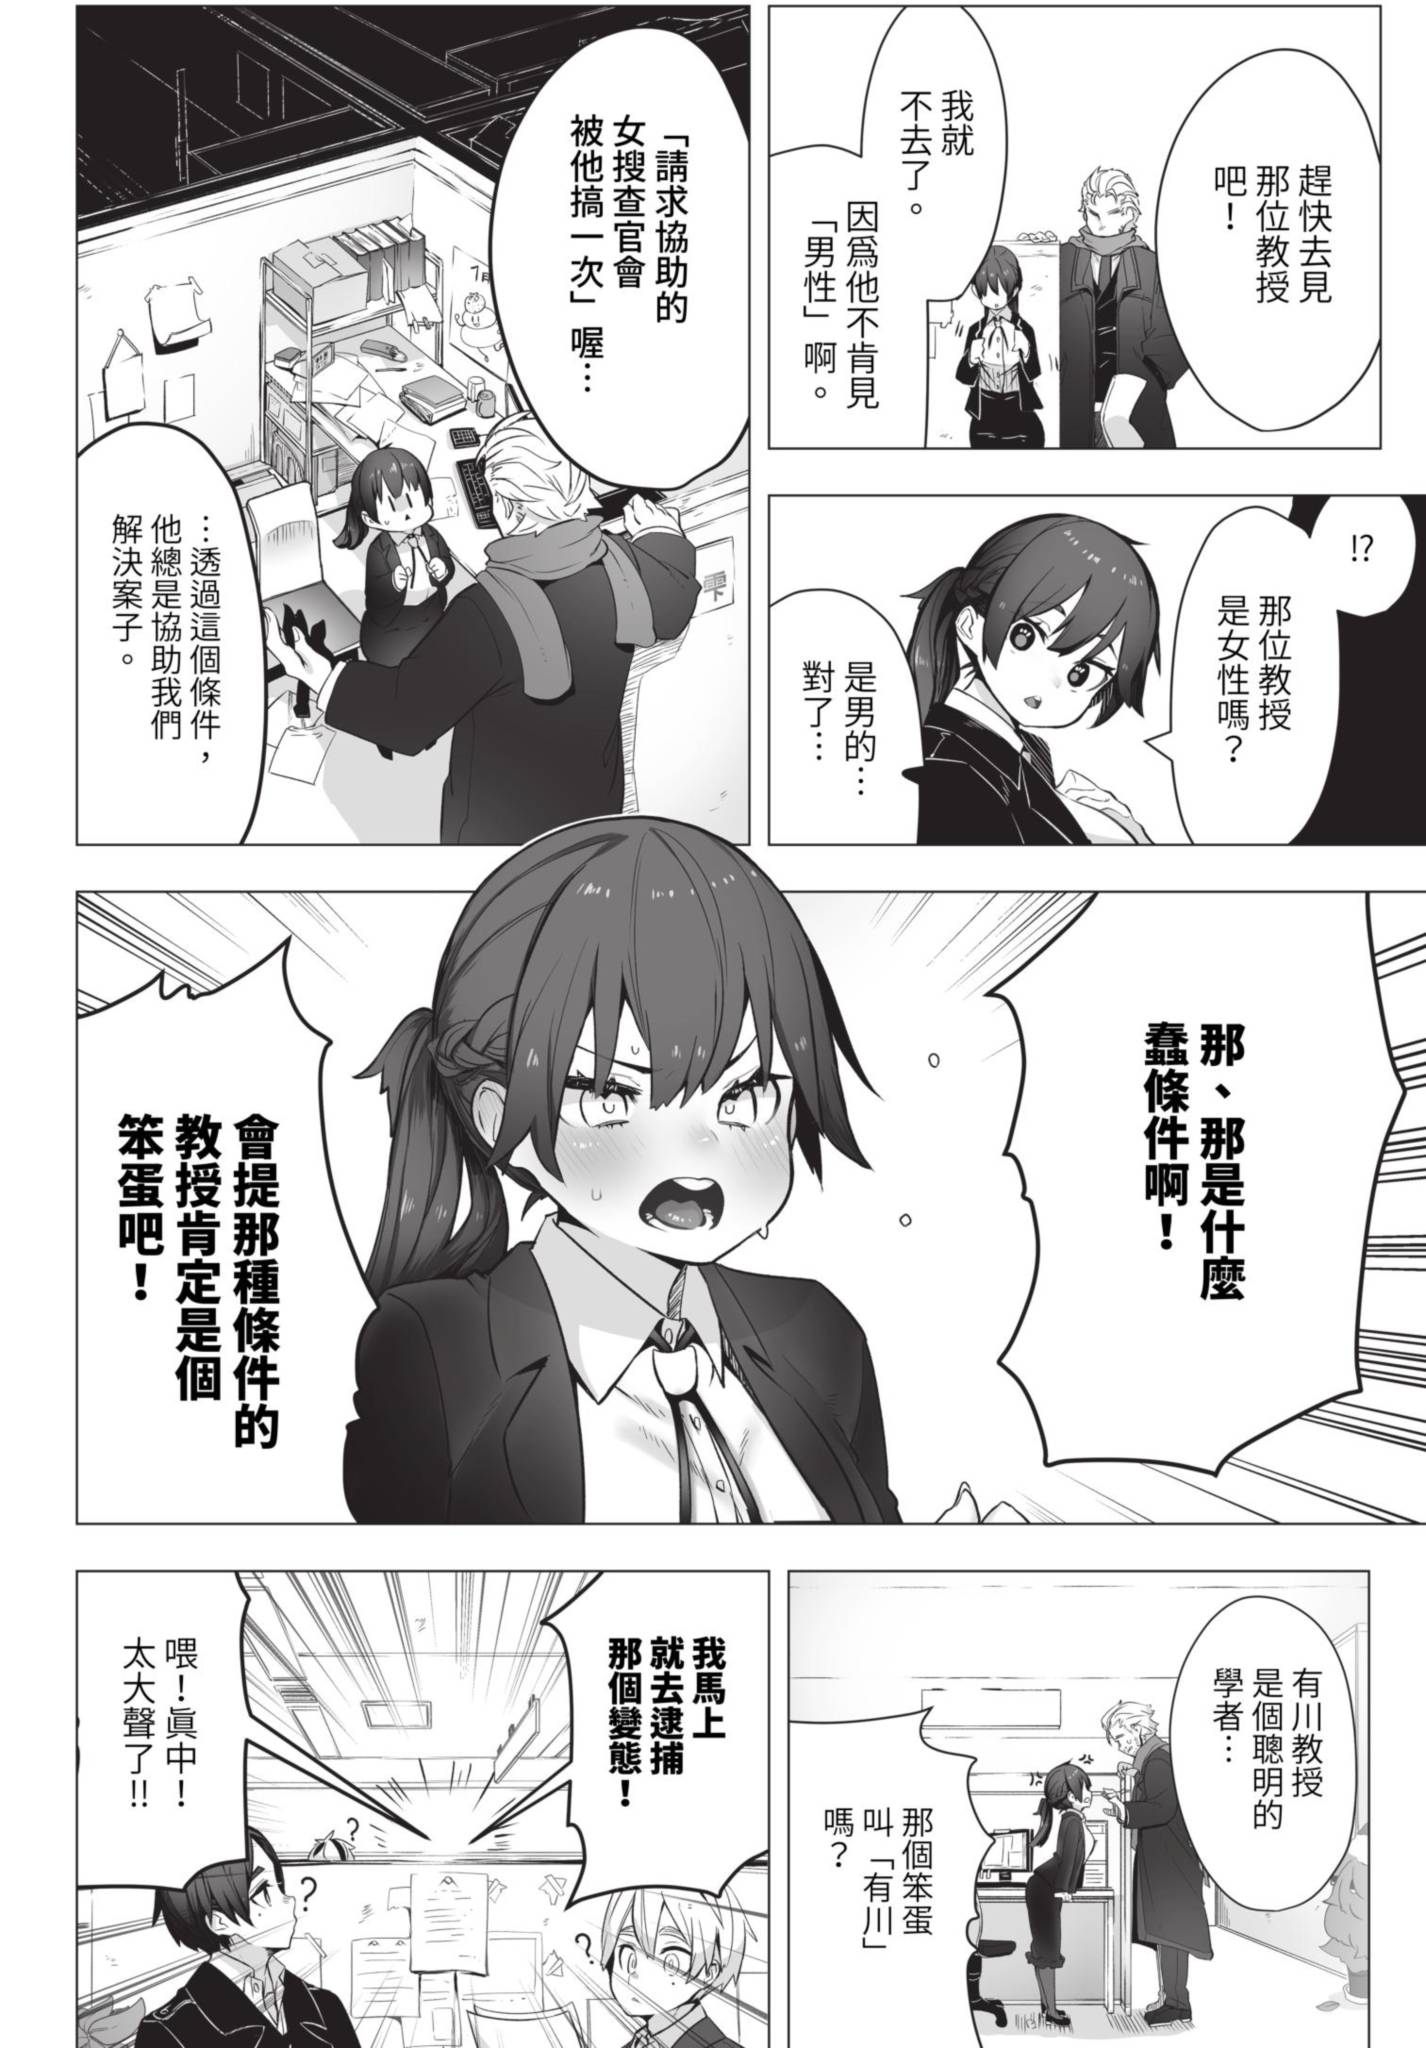 趕快去見
那位教授
吧！
我就
不去了。
因爲他不肯見
「男性」啊。
⁉
那位教授
是女性嗎？
是男的…
對了…
「請求協助的
女搜查官會
被他搞一次」喔…
7月
雫
…透過這個條件，
他總是協助我們
解決案子。
那、那是什麼
蠢條件啊！
會提那種條件的
教授肯定是個
笨蛋吧！
有川教授
是個聰明的
學者…
那個笨蛋
叫「有川」
嗎？
我馬上
就去逮捕
那個變態！
喂！眞中！
太大聲了‼
?
?
?